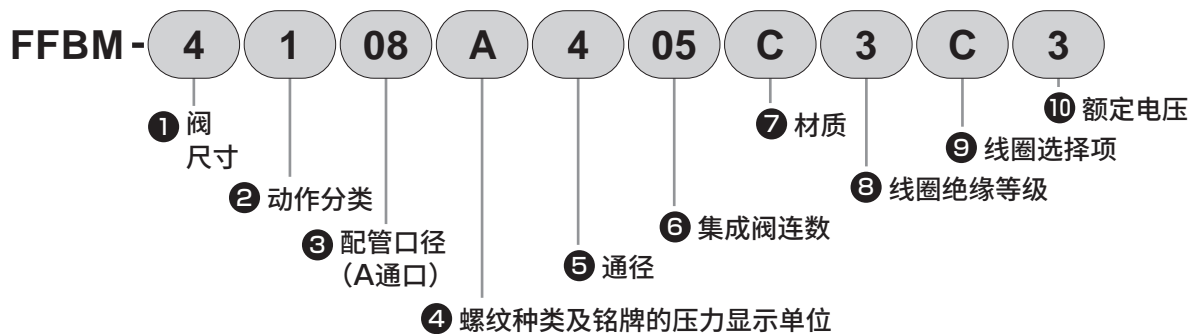 FFBM - 4 1 08 A 4 05 C 3 C 3
❶ 阀
尺寸
❷ 动作分类
❸ 配管口径
（A通口）
❹ 螺纹种类及铭牌的压力显示单位
❺ 通径
❻ 集成阀连数
❼ 材质
❽ 线圈绝缘等级
❾ 线圈选择项
❿ 额定电压